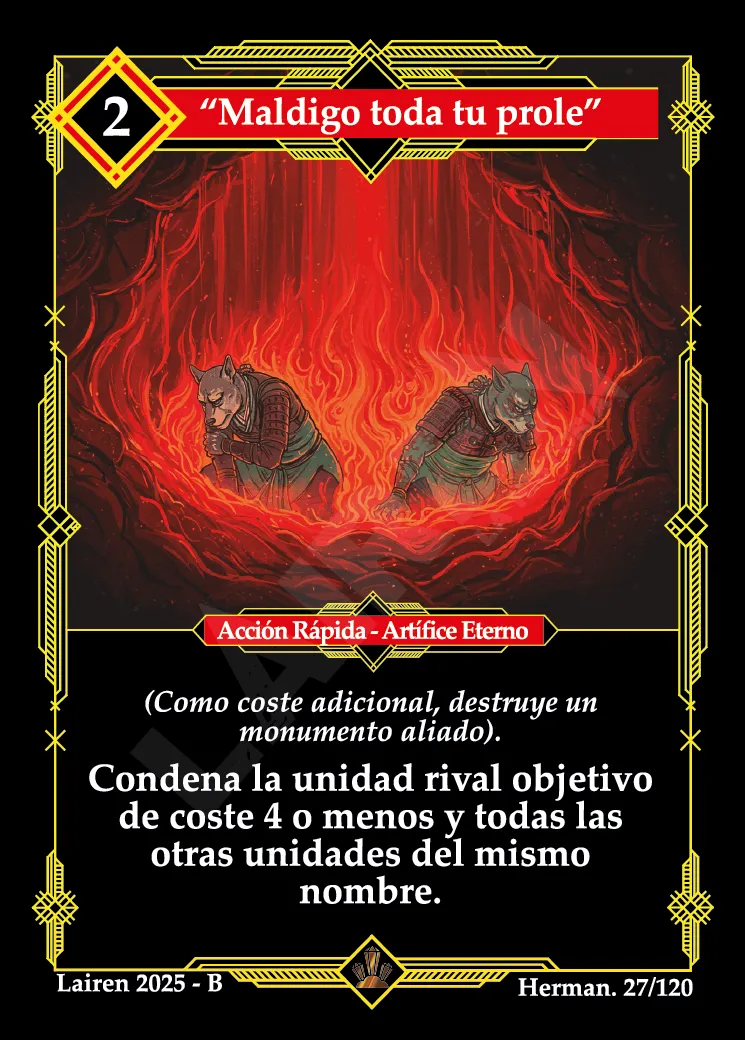 2
“Maldigo toda tu prole”
Acción Rápida - Artífice Eterno
(Como coste adicional, destruye un
monumento aliado).
Condena la unidad rival objetivo
de coste 4 o menos y todas las
otras unidades del mismo
nombre.
Lairen 2025 - B
Herman. 27/120